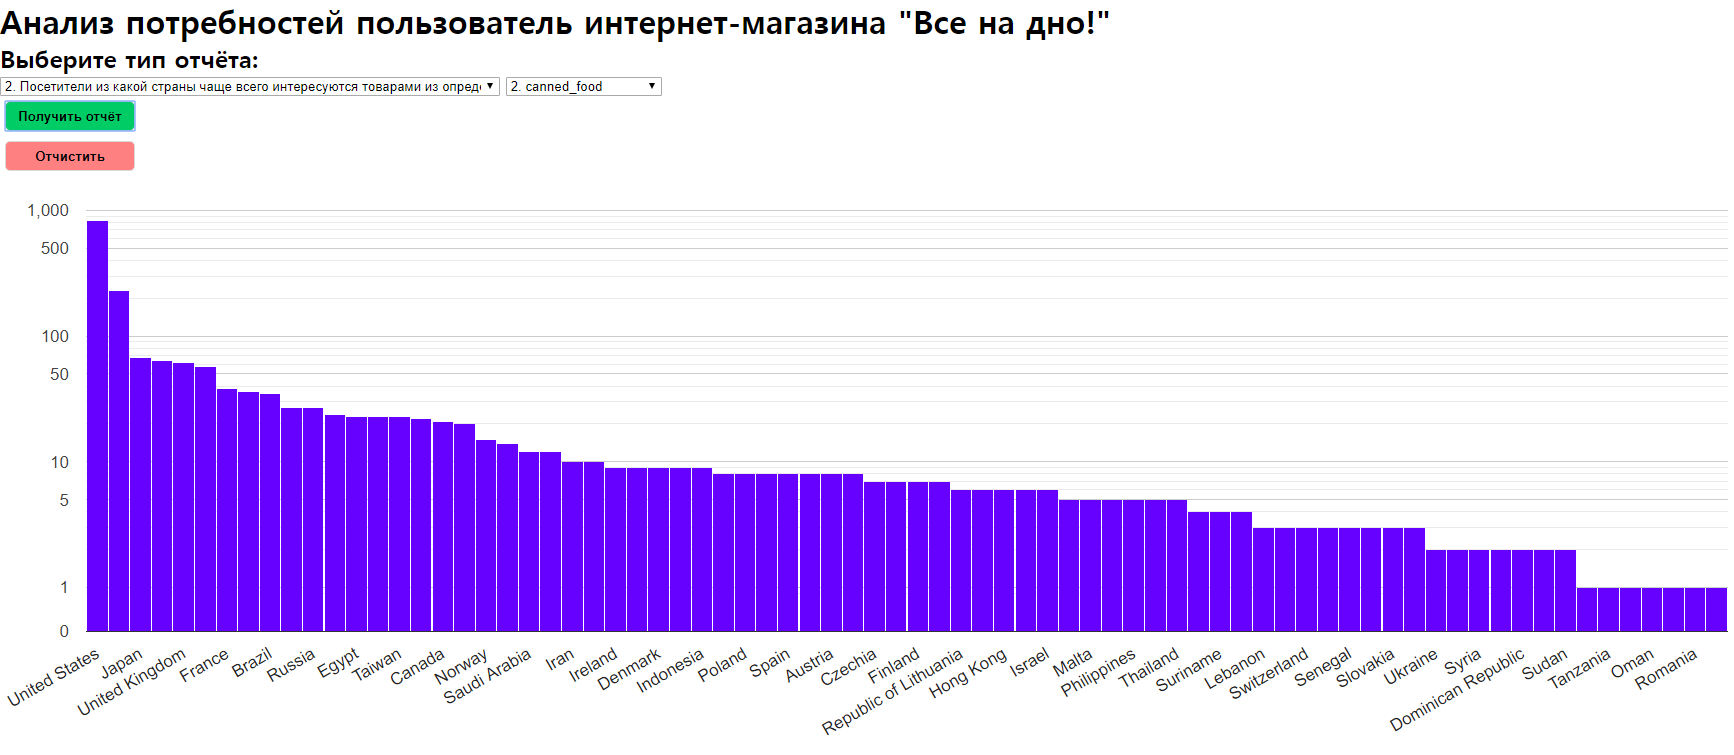 Анализ потребностей пользователь интернет-магазина "Все на дно!"
Выберите тип отчёта:
2. Посетители из какой страны чаще всего интересуются товарами из опред 2. canned_food
Получить отчёт
Отчистить
1,000
500
100
50
10
5
1
0
United States
Japan
United Kingdom
France
Brazil
Russia
Egypt
Taiwan
Canada
Norway
Saudi Arabia
Iran
Ireland
Denmark
Indonesia
Poland
Spain
Austria
Czechia
Finland
Republic of Lithuania
Hong Kong
Israel
Malta
Philippines
Thailand
Suriname
Lebanon
Switzerland
Senegal
Slovakia
Ukraine
Syria
Dominican Republic
Sudan
Tanzania
Oman
Romania